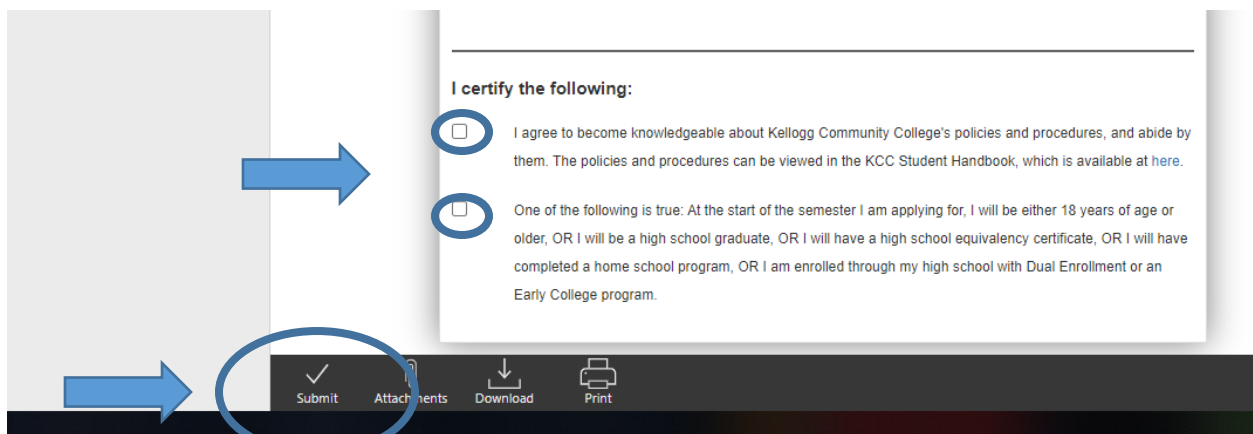 I certify the following:
I agree to become knowledgeable about Kellogg Community College's policies and procedures, and abide by
them. The policies and procedures can be viewed in the KCC Student Handbook, which is available at here.
One of the following is true: At the start of the semester I am applying for, I will be either 18 years of age or
older, OR I will be a high school graduate, OR I will have a high school equivalency certificate, OR I will have
completed a home school program, OR I am enrolled through my high school with Dual Enrollment or an
Early College program.
Submit Attachments Download Print